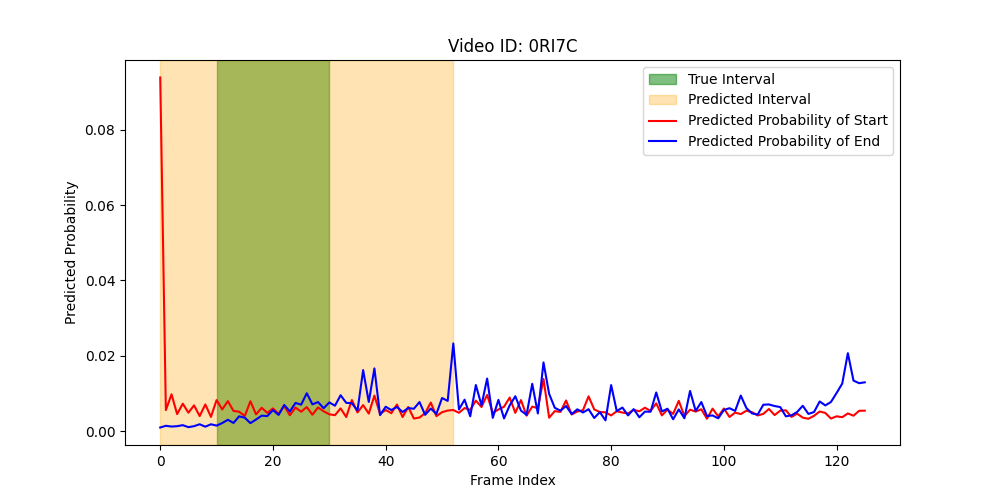 Video ID: 0RI7C
True Interval
Predicted Interval
Predicted Probability of Start
Predicted Probability of End
Predicted Probability
0.08
0.06
0.04
0.02
0.00
0 20 40 60 80 100 120
Frame Index